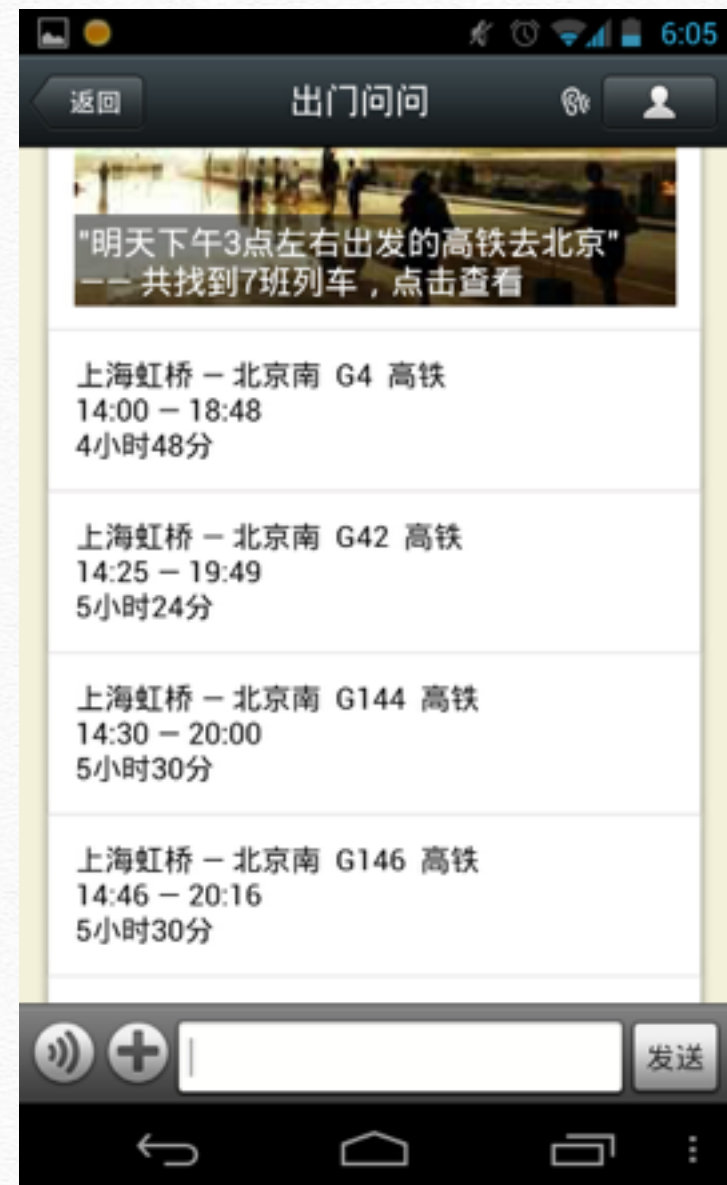 6:05
返回
出门问问
"明天下午3点左右出发的高铁去北京"
—— 共找到7班列车，点击查看
上海虹桥 – 北京南 G4 高铁
14:00 – 18:48
4小时48分
上海虹桥 – 北京南 G42 高铁
14:25 – 19:49
5小时24分
上海虹桥 – 北京南 G144 高铁
14:30 – 20:00
5小时30分
上海虹桥 – 北京南 G146 高铁
14:46 – 20:16
5小时30分
发送